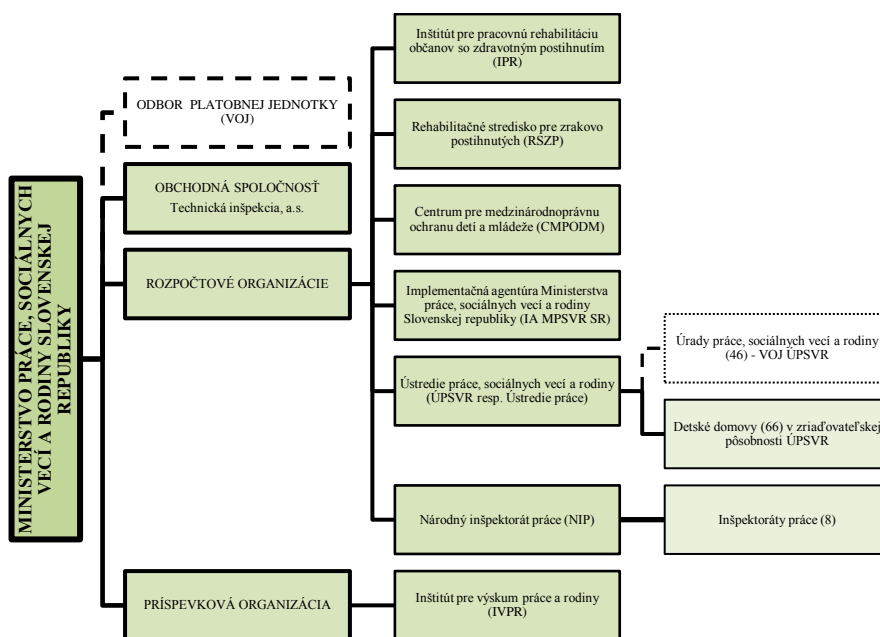 MINISTERSTVO PRÁCE, SOCIÁLNYCH
VECÍ A RODINY SLOVENSKEJ
REPUBLIKY
ODBOR PLATOBNEJ JEDNOTKY
(VOJ)
OBCHODNÁ SPOLOČNOSŤ
Technická inšpekcia, a.s.
ROZPOČTOVÉ ORGANIZÁCIE
PRÍSPEVKOVÁ ORGANIZÁCIA
Inštitút pre pracovnú rehabilitáciu
občanov so zdravotným postihnutím
(IPR)
Rehabilitačné stredisko pre zrakovo
postihnutých (RSZP)
Centrum pre medzinárodnoprávnu
ochranu detí a mládeže (CMPODM)
Implementačná agentúra Ministerstva
práce, sociálnych vecí a rodiny
Slovenskej republiky (IA MPSVR SR)
Ústredie práce, sociálnych vecí a rodiny
(ÚPSVR resp. Ústredie práce)
Národný inšpektorát práce (NIP)
Inštitút pre výskum práce a rodiny
(IVPR)
Úrady práce, sociálnych vecí a rodiny
(46) - VOJ ÚPSVR
Detské domovy (66) v zriaďovateľskej
pôsobnosti ÚPSVR
Inšpektoráty práce (8)